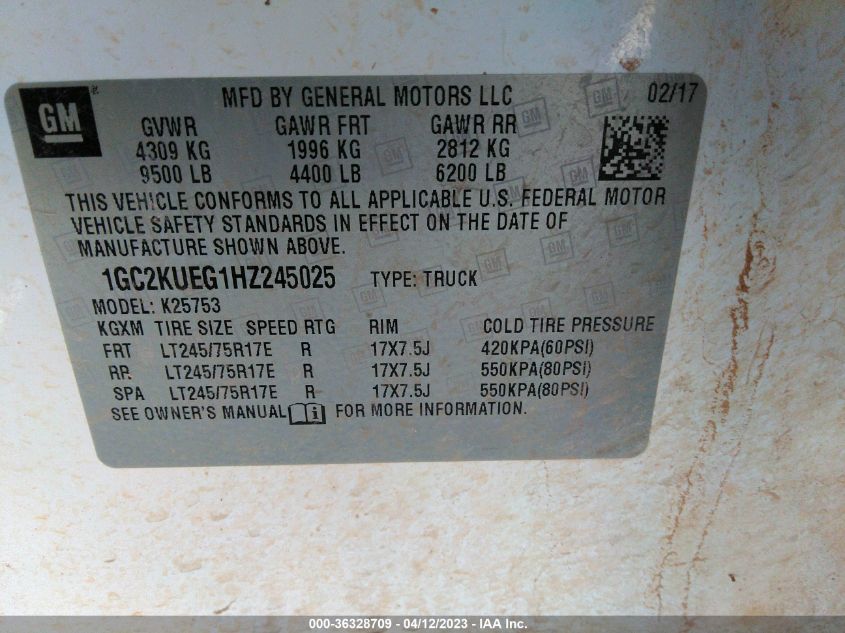 GM
MFD BY GENERAL MOTORS LLC 02/17
GVWR GAWR FRT GAWR RR
4309 KG 1996 KG 2812 KG
9500 LB 4400 LB 6200 LB
THIS VEHICLE CONFORMS TO ALL APPLICABLE U.S. FEDERAL MOTOR
VEHICLE SAFETY STANDARDS IN EFFECT ON THE DATE OF
MANUFACTURE SHOWN ABOVE.
1GC2KUEG1HZ245025 TYPE: TRUCK
MODEL: K25753
KGXM TIRE SIZE SPEED RTG RIM COLD TIRE PRESSURE
FRT LT245/75R17E R 17X7.5J 420KPA(60PSI)
RR LT245/75R17E R 17X7.5J 550KPA(80PSI)
SPA LT245/75R17E R 17X7.5J 550KPA(80PSI)
SEE OWNER'S MANUAL i FOR MORE INFORMATION.
000-36328709 - 04/12/2023 - IAA Inc.